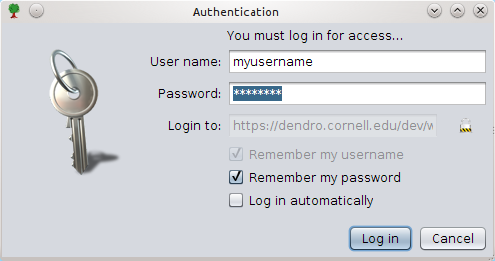 Authentication
You must log in for access...
User name: myusername
Password: ********
Login to: https://dendro.cornell.edu/dev/w
Remember my username
Remember my password
Log in automatically
Log in Cancel